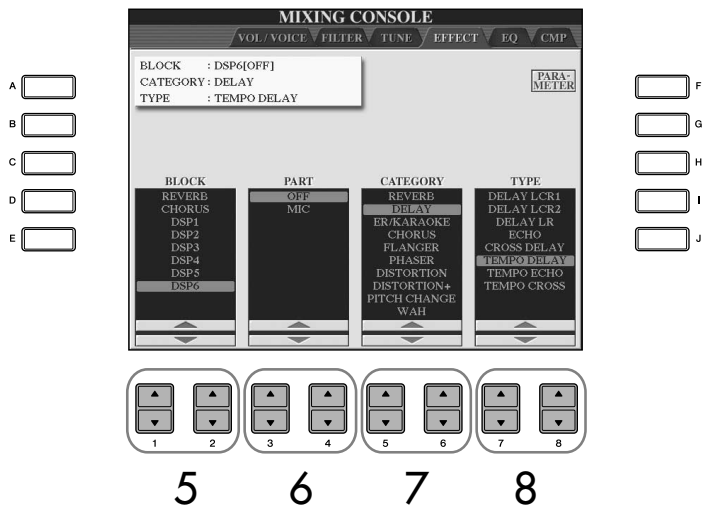 MIXING CONSOLE
VOL / VOICE FILTER TUNE EFFECT EQ CMP
BLOCK : DSP6[OFF]
CATEGORY : DELAY
TYPE : TEMPO DELAY
PARA-
METER
A
B
C
D
E
F
G
H
I
J
BLOCK
REVERB
CHORUS
DSP1
DSP2
DSP3
DSP4
DSP5
DSP6
PART
OFF
MIC
CATEGORY
REVERB
DELAY
ER/KARAOKE
CHORUS
FLANGER
PHASER
DISTORTION
DISTORTION+
PITCH CHANGE
WAH
TYPE
DELAY LCR1
DELAY LCR2
DELAY LR
ECHO
CROSS DELAY
TEMPO DELAY
TEMPO ECHO
TEMPO CROSS
1 2 3 4 5 6 7 8
5 6 7 8